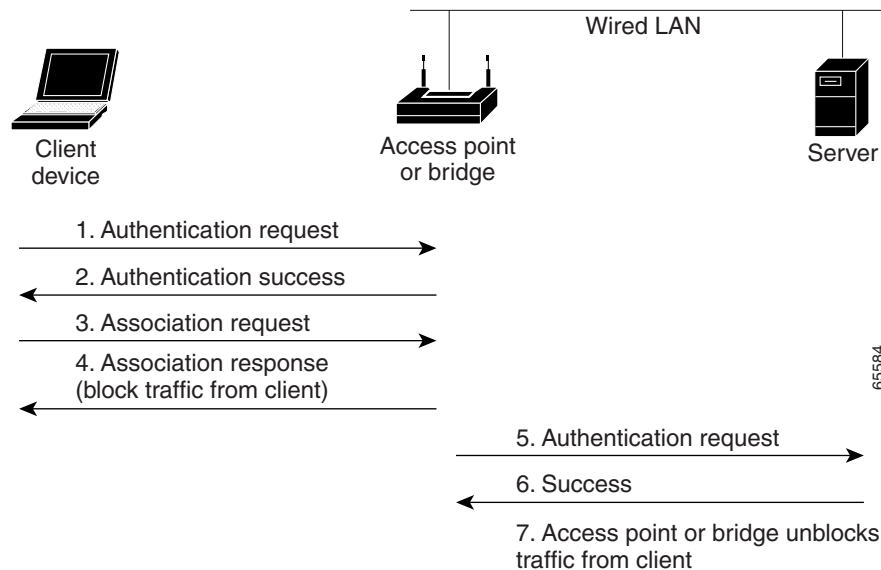 Wired LAN
Client
device
Access point
or bridge
Server
1. Authentication request
2. Authentication success
3. Association request
4. Association response
(block traffic from client)
65584
5. Authentication request
6. Success
7. Access point or bridge unblocks
traffic from client